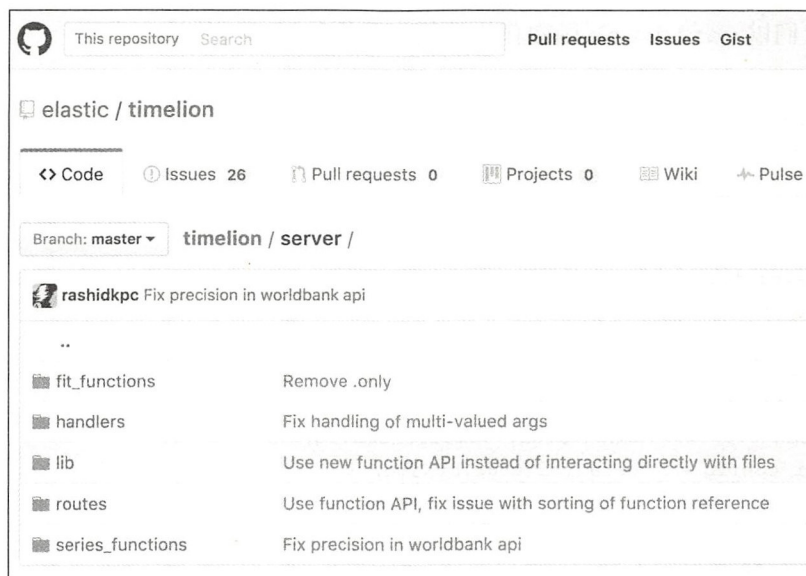 This repository Search Pull requests Issues Gist
elastic / timelion
<> Code Issues 26 Pull requests 0 Projects 0 Wiki Pulse
Branch: master timelion / server /
rashidkpc Fix precision in worldbank api
..
fit_functions Remove .only
handlers Fix handling of multi-valued args
lib Use new function API instead of interacting directly with files
routes Use function API, fix issue with sorting of function reference
series_functions Fix precision in worldbank api